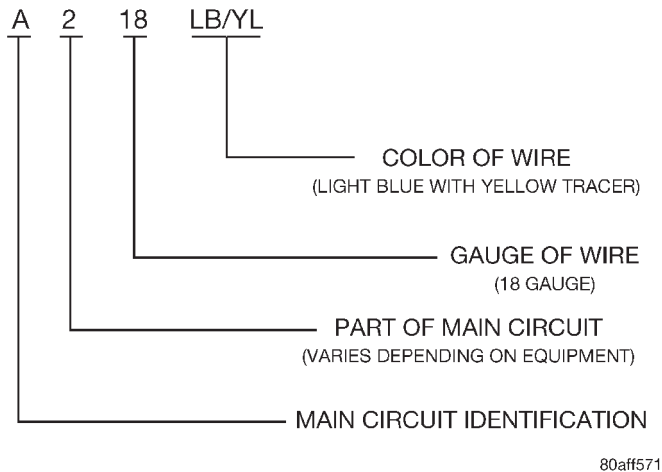 A 2 18 LB/YL
COLOR OF WIRE
(LIGHT BLUE WITH YELLOW TRACER)
GAUGE OF WIRE
(18 GAUGE)
PART OF MAIN CIRCUIT
(VARIES DEPENDING ON EQUIPMENT)
MAIN CIRCUIT IDENTIFICATION
80aff571